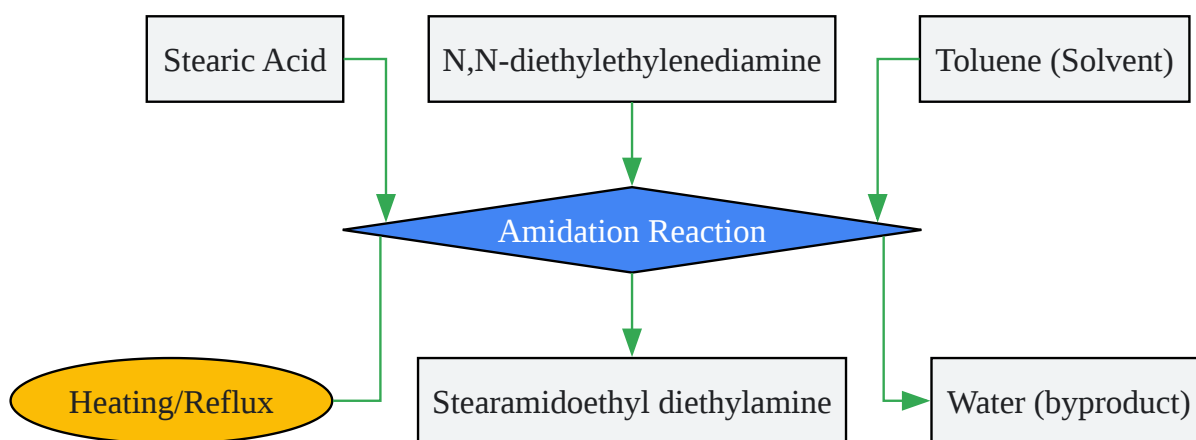 Stearic Acid
N,N-diethylethylenediamine
Toluene (Solvent)
Amidation Reaction
Heating/Reflux
Stearamidoethyl diethylamine
Water (byproduct)